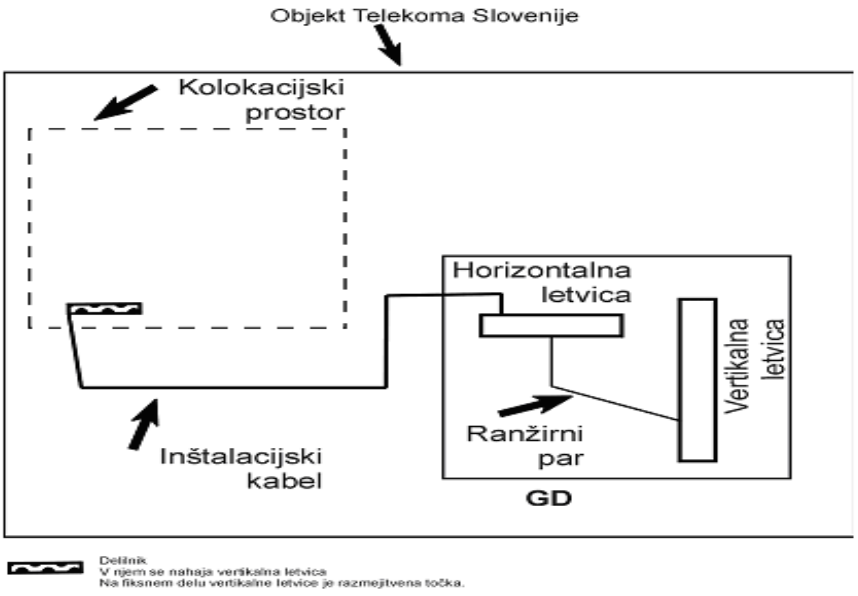 Objekt Telekoma Slovenije
Kolokacijski
prostor
Horizontalna
letvica
Vertikalna
letvica
Ranžirni
par
Inštalacijski
kabel
GD
Delilnik
V njem se nahaja vertikalna letvica
Na fiksnem delu vertikalne letvice je razmejitvena točka.